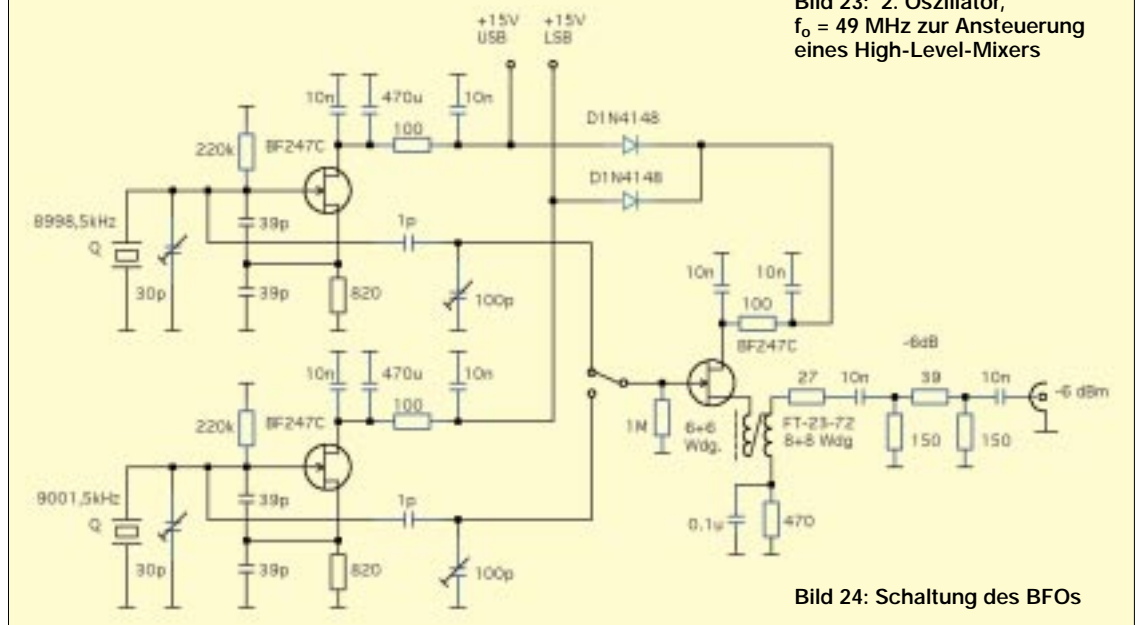 Bild 23: 2. Oszillator,
fo = 49 MHz zur Ansteuerung
eines High-Level-Mixers
+15V
USB
+15V
LSB
10n
470u
10n
100
220k
BF247C
D1N4148
D1N4148
8998,5kHz
Q
39p
1p
30p
39p
820
100p
10n
10n
100
BF247C
-6dB
10n
470u
10n
100
220k
BF247C
27
10n
39
10n
-6 dBm
1M
6+6
Wdg.
FT-23-72
8+8 Wdg
150
150
9001,5kHz
Q
39p
1p
0,1u
470
30p
39p
820
100p
Bild 24: Schaltung des BFOs